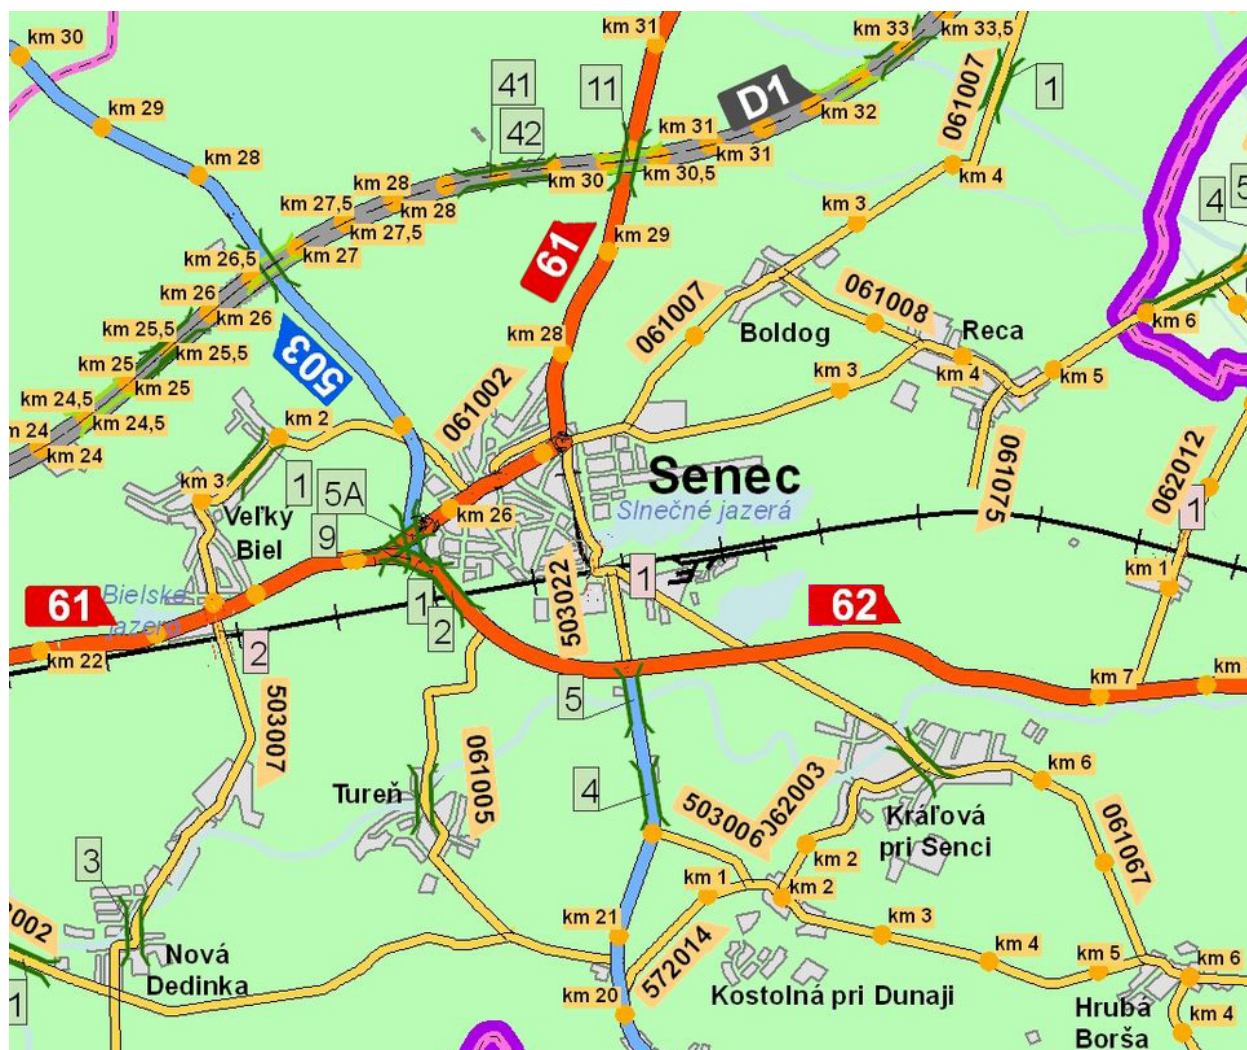 km 30
km 31
km 33
km 33,5
061007
1
41
11
D1
km 29
42
km 31
km 32
km 28
km 30
km 30,5
km 31
km 4
4
5
km 28
km 27,5
km 28
km 27,5
km 3
km 29
km 27
km 26,5
61
km 26
km 26
061007
061008
km 6
km 25,5
km 28
Boldog
Reca
km 25,5
503
km 25
km 25
km 3
km 4
km 5
km 24,5
km 24,5
061002
km 2
km 24
km 24
Senec
061075
062012
km 3
1
5A
km 26
Slnečné jazerá
1
Veľký
Biel
9
503022
1
km 1
61
Bielske
jazerá
1
2
62
km 22
2
km 7
km
5
503007
061005
Tureň
4
503006
062003
km 6
Kráľová
pri Senci
061067
3
km 2
km 1
km 2
km 21
km 3
002
572014
km 4
km 5
km 6
Nová
Dedinka
1
km 20
Kostolná pri Dunaji
Hrubá
Borša
km 4